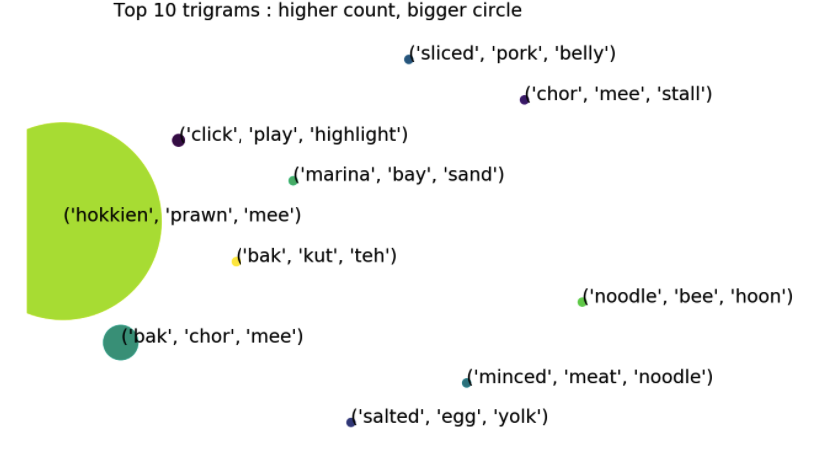 Top 10 trigrams : higher count, bigger circle
('sliced', 'pork', 'belly')
('chor', 'mee', 'stall')
('click', 'play', 'highlight')
('marina', 'bay', 'sand')
('hokkien', 'prawn', 'mee')
('bak', 'kut', 'teh')
('noodle', 'bee', 'hoon')
('bak', 'chor', 'mee')
('minced', 'meat', 'noodle')
('salted', 'egg', 'yolk')